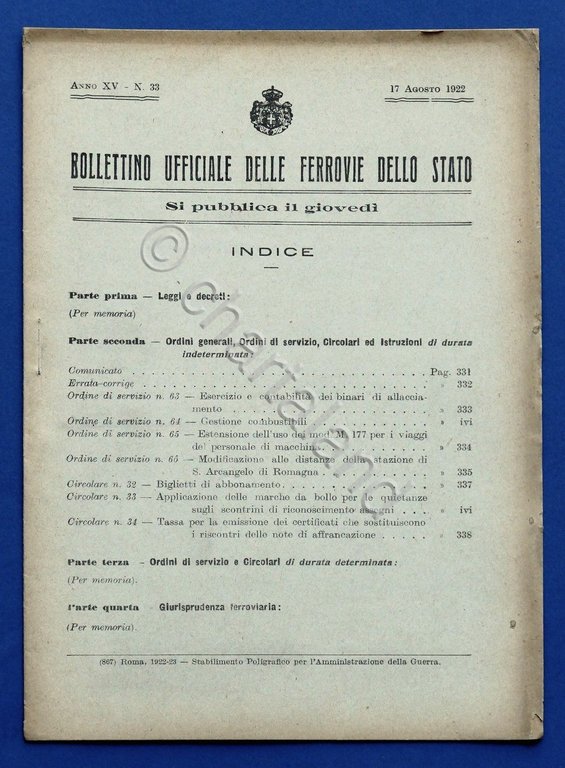 Anno XV - N. 33
17 Agosto 1922
BOLLETTINO UFFICIALE DELLE FERROVIE DELLO STATO
Si pubblica il giovedì
INDICE
Parte prima — Leggi e decreti:
(Per memoria)
Parte seconda — Ordini generali, Ordini di servizio, Circolari ed Istruzioni di durata
indeterminata:
Comunicato . . . Pag. 331
Errata-corrige . . . » 332
Ordine di servizio n. 63 — Esercizio e contabilità dei binari di allaccia-
mento . . . » 333
Ordine di servizio n. 64 — Gestione combustibili . . . » ivi
Ordine di servizio n. 65 — Estensione dell'uso dei mod. M. 177 per i viaggi
del personale di macchina . . . » 334
Ordine di servizio n. 66 — Modificazione alle distanze della stazione di
S. Arcangelo di Romagna . . . » 335
Circolare n. 32 — Biglietti di abbonamento . . . » 337
Circolare n. 33 — Applicazione delle marche da bollo per le quietanze
sugli scontrini di riconoscimento assegni . . . » ivi
Circolare n. 34 — Tassa per la emissione dei certificati che sostituiscono
i riscontri delle note di affrancazione . . . » 338
Parte terza - Ordini di servizio e Circolari di durata determinata:
(Per memoria).
Parte quarta - Giurisprudenza ferroviaria:
(Per memoria).
(867) Roma, 1922-23 — Stabilimento Poligrafico per l'Amministrazione della Guerra.
© chartaland